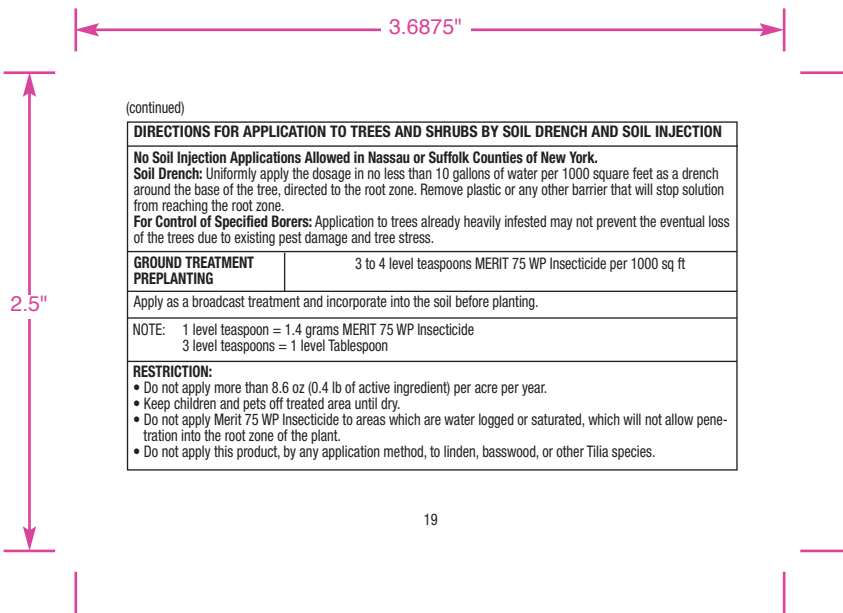 3.6875"
(continued)
DIRECTIONS FOR APPLICATION TO TREES AND SHRUBS BY SOIL DRENCH AND SOIL INJECTION
No Soil Injection Applications Allowed in Nassau or Suffolk Counties of New York.
Soil Drench: Uniformly apply the dosage in no less than 10 gallons of water per 1000 square feet as a drench
around the base of the tree, directed to the root zone. Remove plastic or any other barrier that will stop solution
from reaching the root zone.
For Control of Specified Borers: Application to trees already heavily infested may not prevent the eventual loss
of the trees due to existing pest damage and tree stress.
GROUND TREATMENT
PREPLANTING
3 to 4 level teaspoons MERIT 75 WP Insecticide per 1000 sq ft
2.5"
Apply as a broadcast treatment and incorporate into the soil before planting.
NOTE: 1 level teaspoon = 1.4 grams MERIT 75 WP Insecticide
3 level teaspoons = 1 level Tablespoon
RESTRICTION:
• Do not apply more than 8.6 oz (0.4 lb of active ingredient) per acre per year.
• Keep children and pets off treated area until dry.
• Do not apply Merit 75 WP Insecticide to areas which are water logged or saturated, which will not allow pene-
tration into the root zone of the plant.
• Do not apply this product, by any application method, to linden, basswood, or other Tilia species.
19